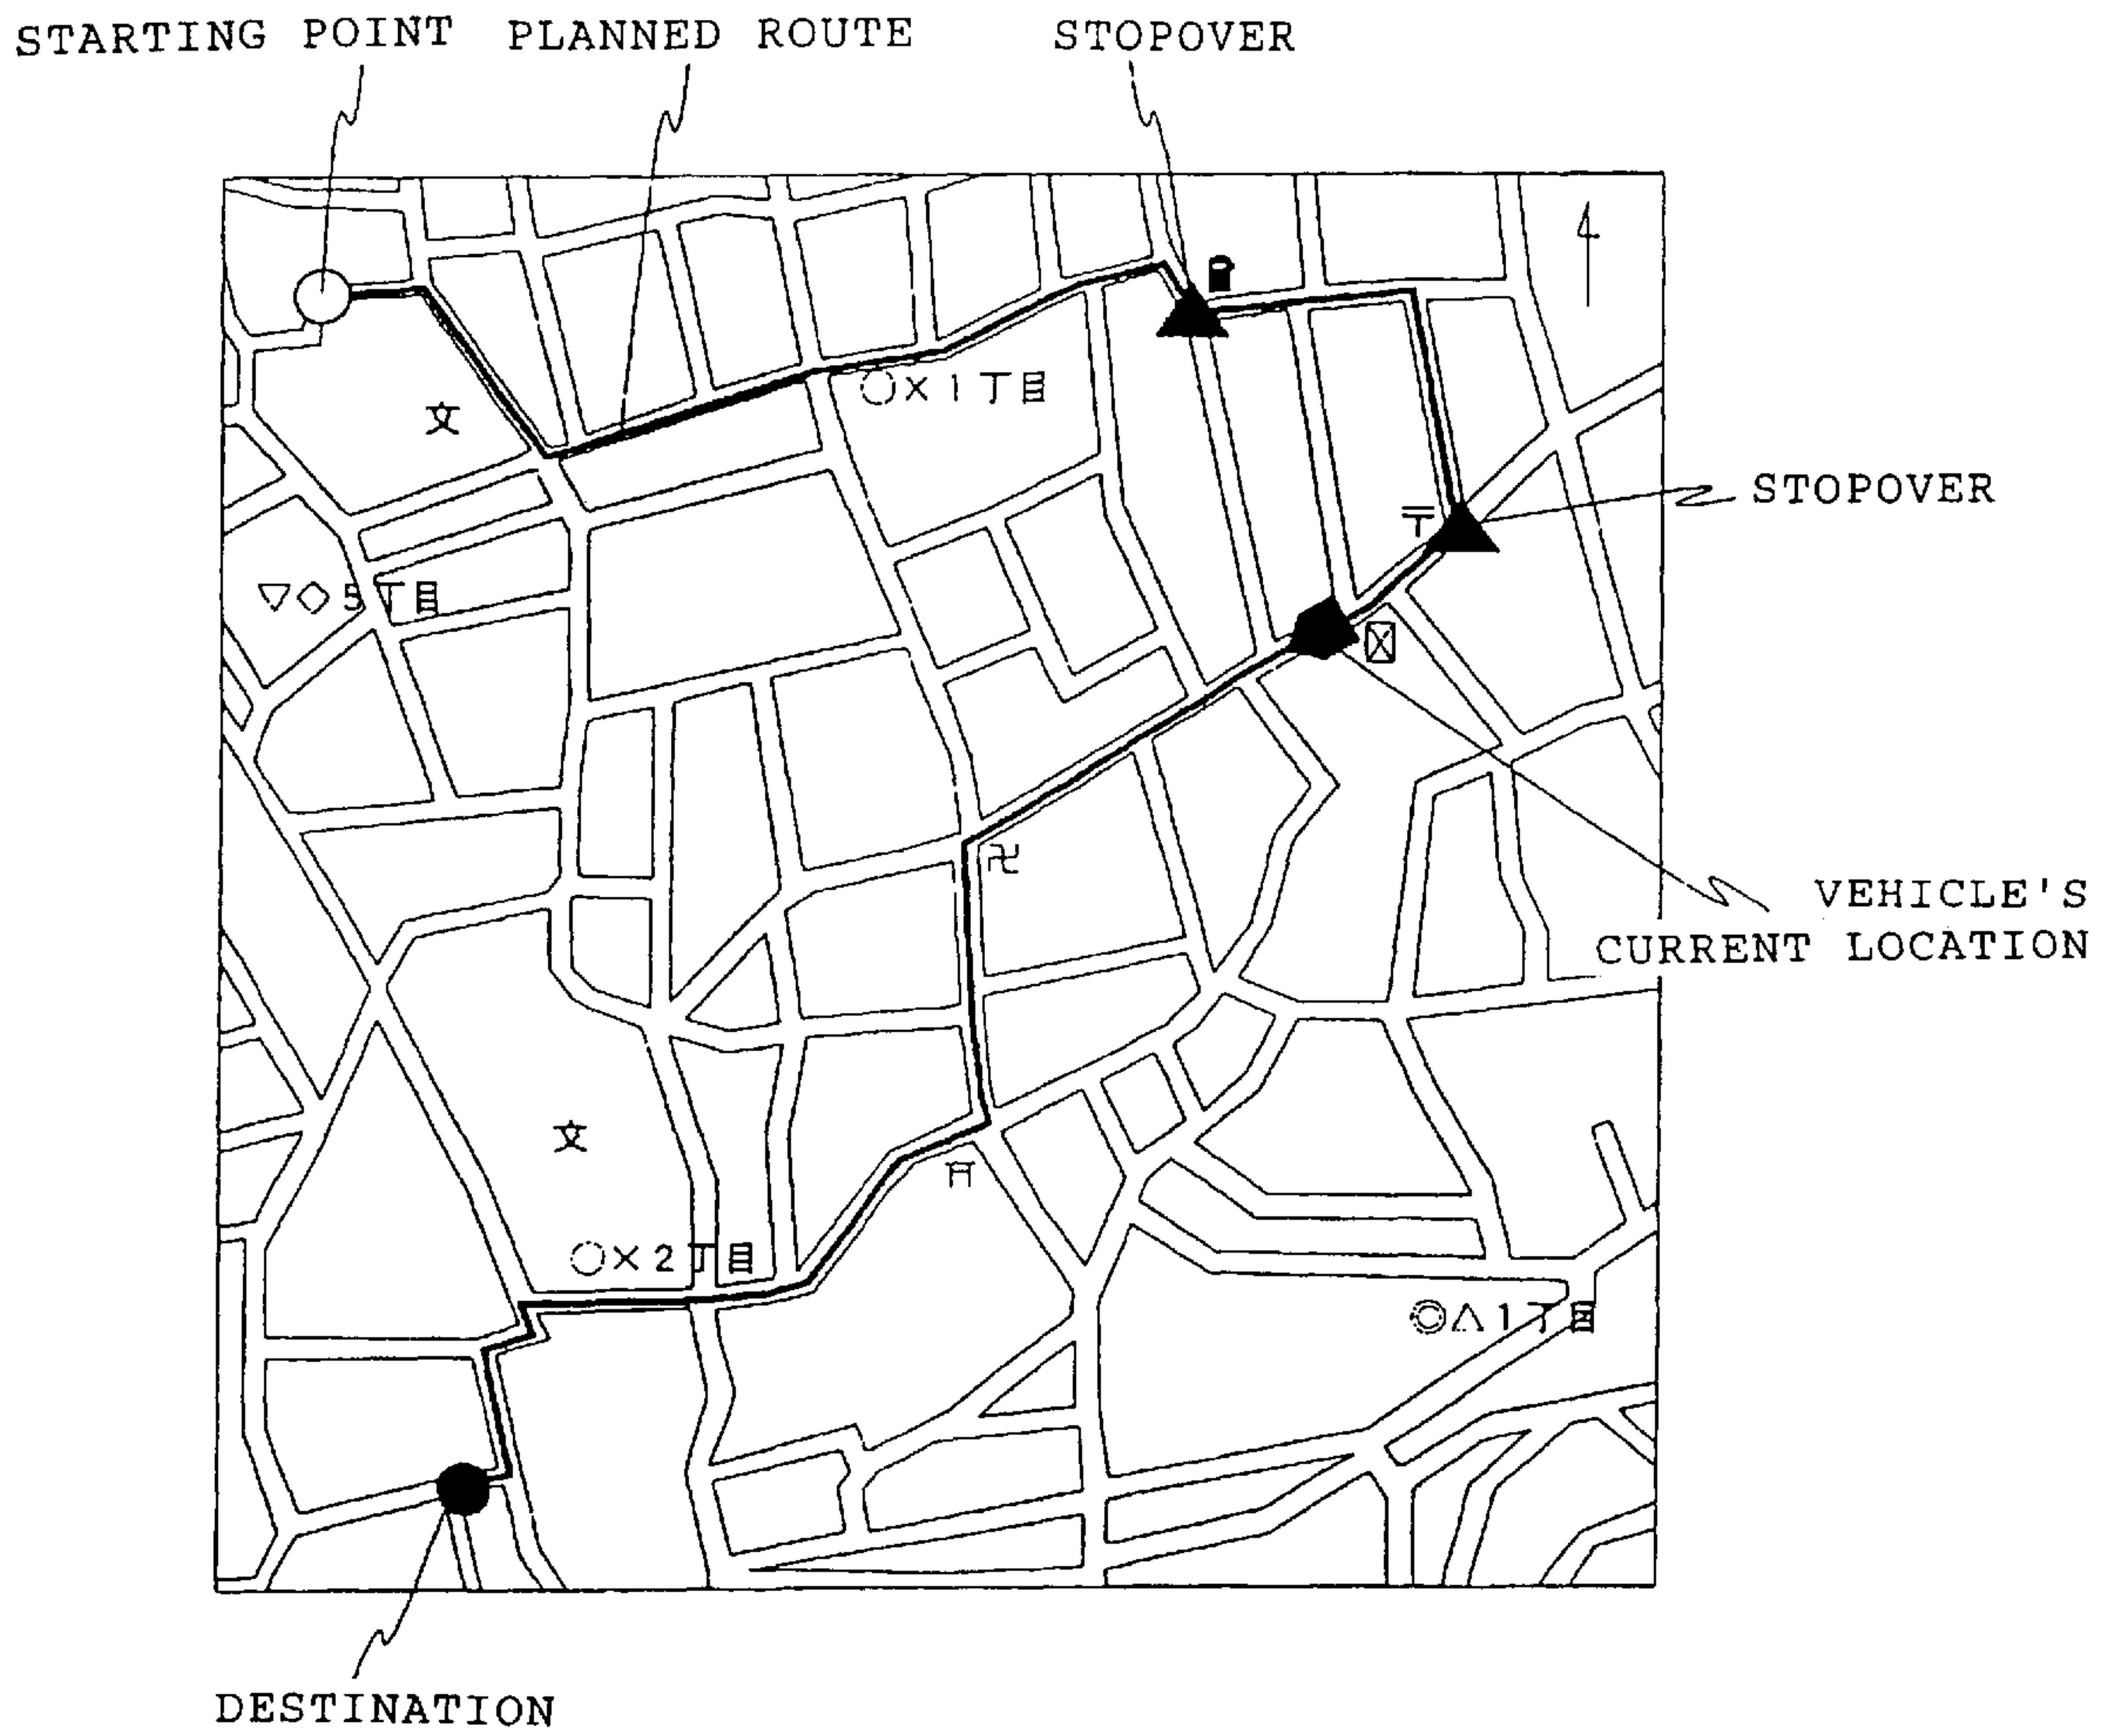 STARTING POINT
PLANNED ROUTE
STOPOVER
文
○×1丁目
〒
STOPOVER
▽◇5丁目
卍
VEHICLE'S
CURRENT LOCATION
文
○×2丁目
◎△1丁目
DESTINATION